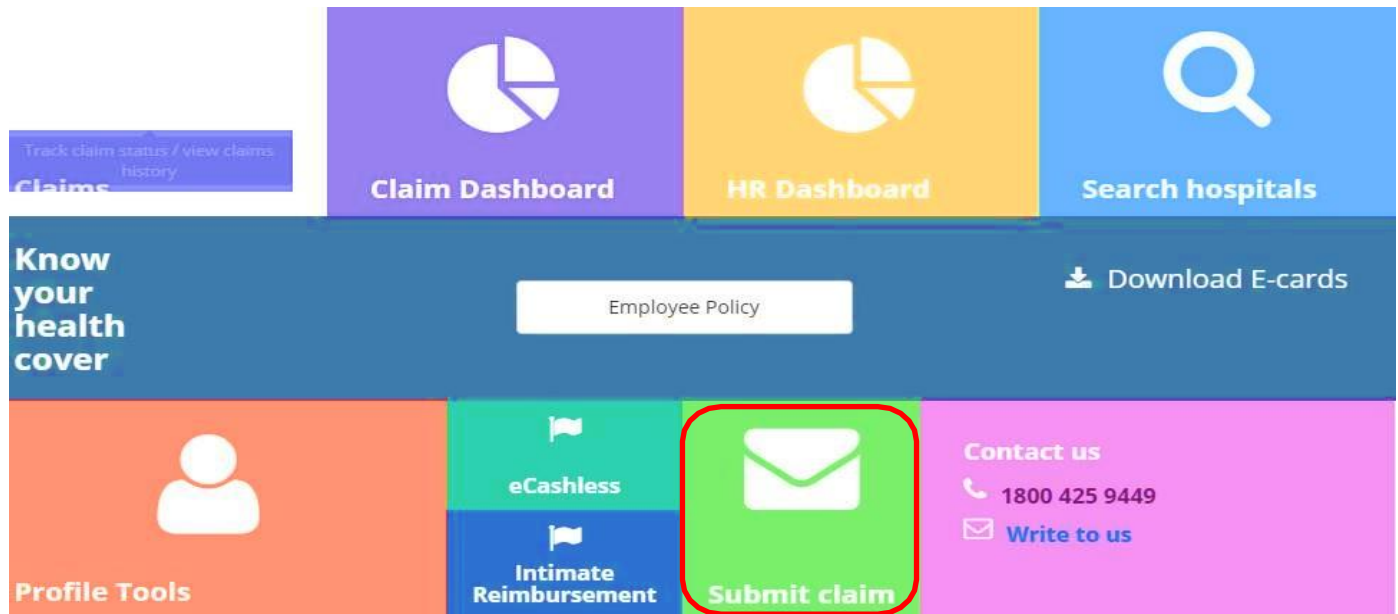 Track claim status / view claims
history
Claims
Claim Dashboard
HR Dashboard
Search hospitals
Know
your
health
cover
Employee Policy
Download E-cards
Profile Tools
eCashless
Intimate
Reimbursement
Submit claim
Contact us
1800 425 9449
Write to us